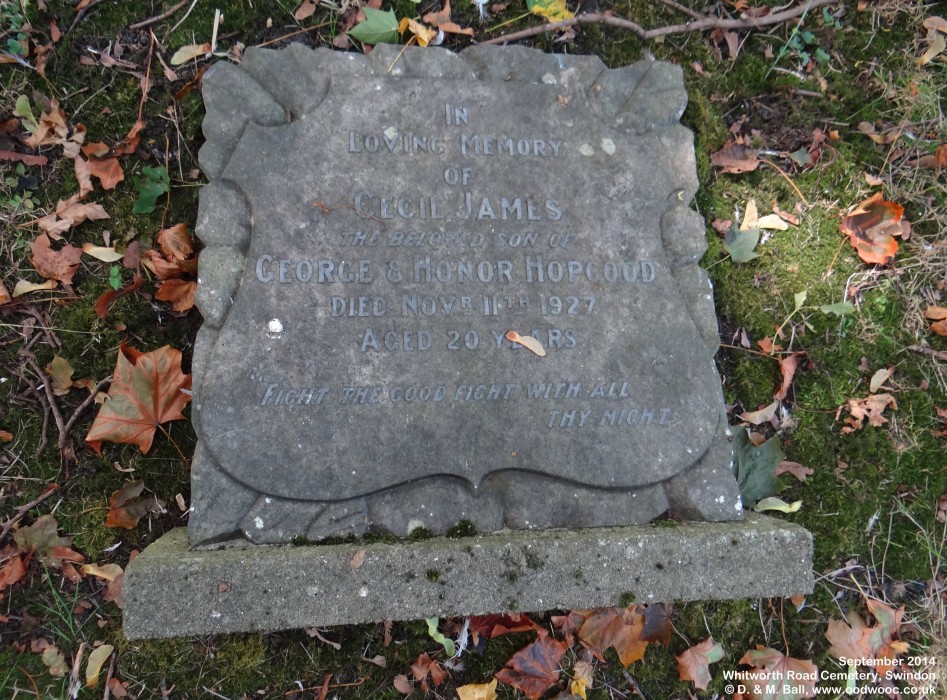 IN
LOVING MEMORY
OF
CECIL JAMES
THE BELOVED SON OF
GEORGE & HONOR HOPGOOD
DIED NOVR 11TH 1927
AGED 20 YEARS
"FIGHT THE GOOD FIGHT WITH ALL
THY MIGHT.
September 2014
Whitworth Road Cemetery, Swindon
© D. & M. Ball, www.oodwooc.co.uk